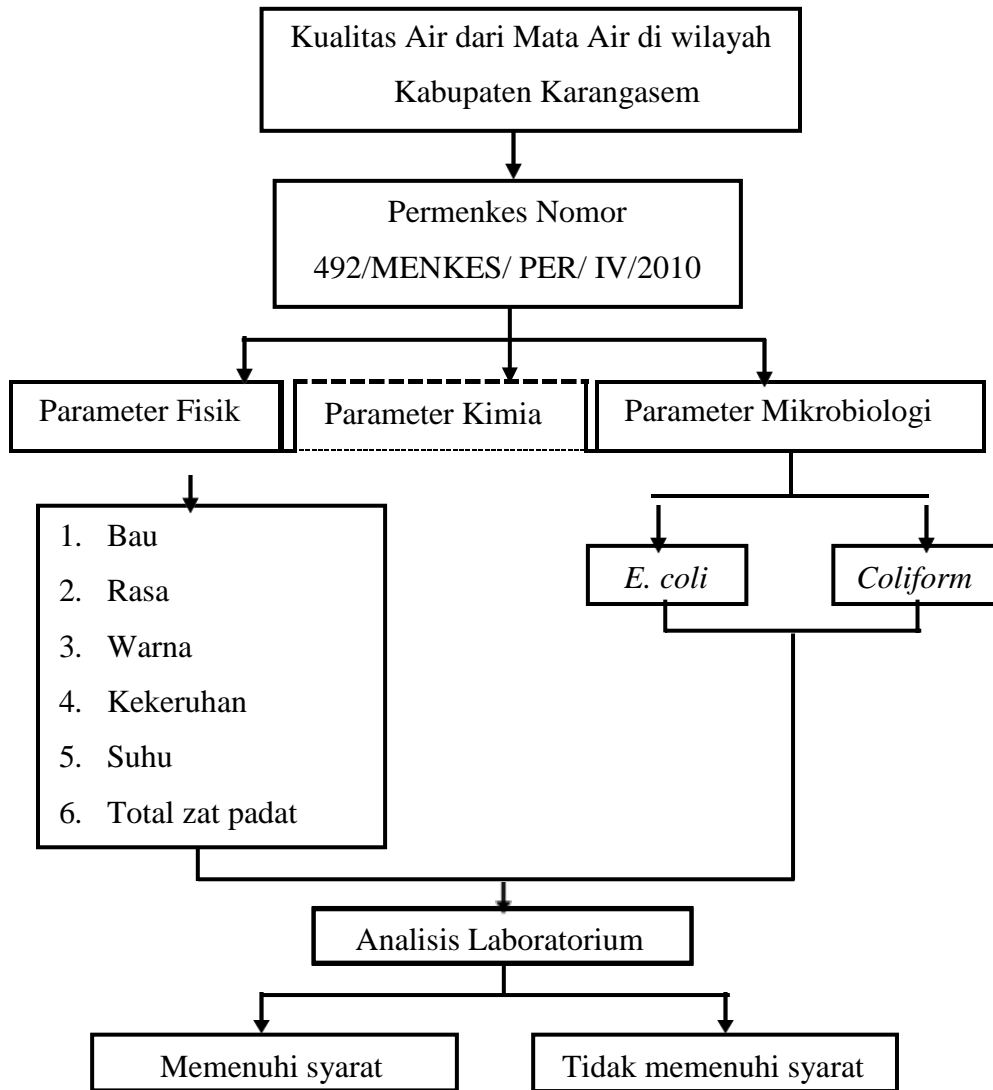 Kualitas Air dari Mata Air di wilayah
Kabupaten Karangasem
Permenkes Nomor
492/MENKES/ PER/ IV/2010
Parameter Fisik
Parameter Kimia
Parameter Mikrobiologi
1. Bau
2. Rasa
3. Warna
4. Kekeruhan
5. Suhu
6. Total zat padat
E. coli
Coliform
Analisis Laboratorium
Memenuhi syarat
Tidak memenuhi syarat